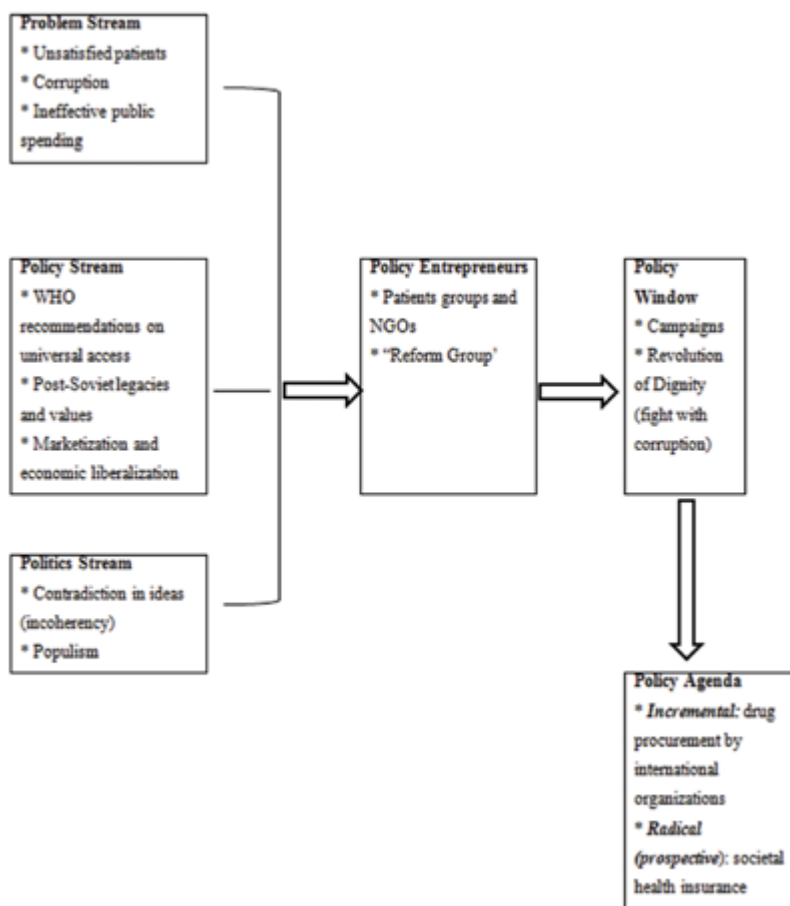 Problem Stream
* Unsatisfied patients
* Corruption
* Ineffective public
spending
Policy Stream
* WHO
recommendations on
universal access
* Post-Soviet legacies
and values
* Marketization and
economic liberalization
Politics Stream
* Contradiction in ideas
(incoherency)
* Populism
Policy Entrepreneurs
* Patients groups and
NGOs
* “Reform Group’
Policy
Window
* Campaigns
* Revolution
of Dignity
(fight with
corruption)
Policy Agenda
* Incremental: drug
procurement by
international
organizations
* Radical
(prospective): societal
health insurance